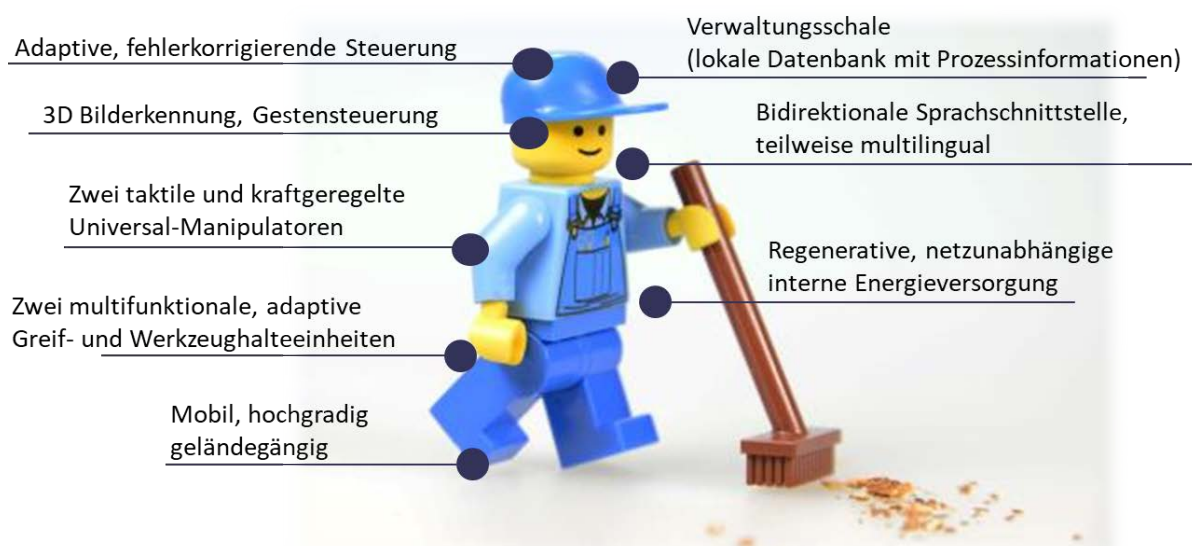 Adaptive, fehlerkorrigierende Steuerung
3D Bilderkennung, Gestensteuerung
Zwei taktile und kraftgeregelte
Universal-Manipulatoren
Zwei multifunktionale, adaptive
Greif- und Werkzeughalteeinheiten
Mobil, hochgradig
geländegängig
Verwaltungsschale
(lokale Datenbank mit Prozessinformationen)
Bidirektionale Sprachschnittstelle,
teilweise multilingual
Regenerative, netzunabhängige
interne Energieversorgung